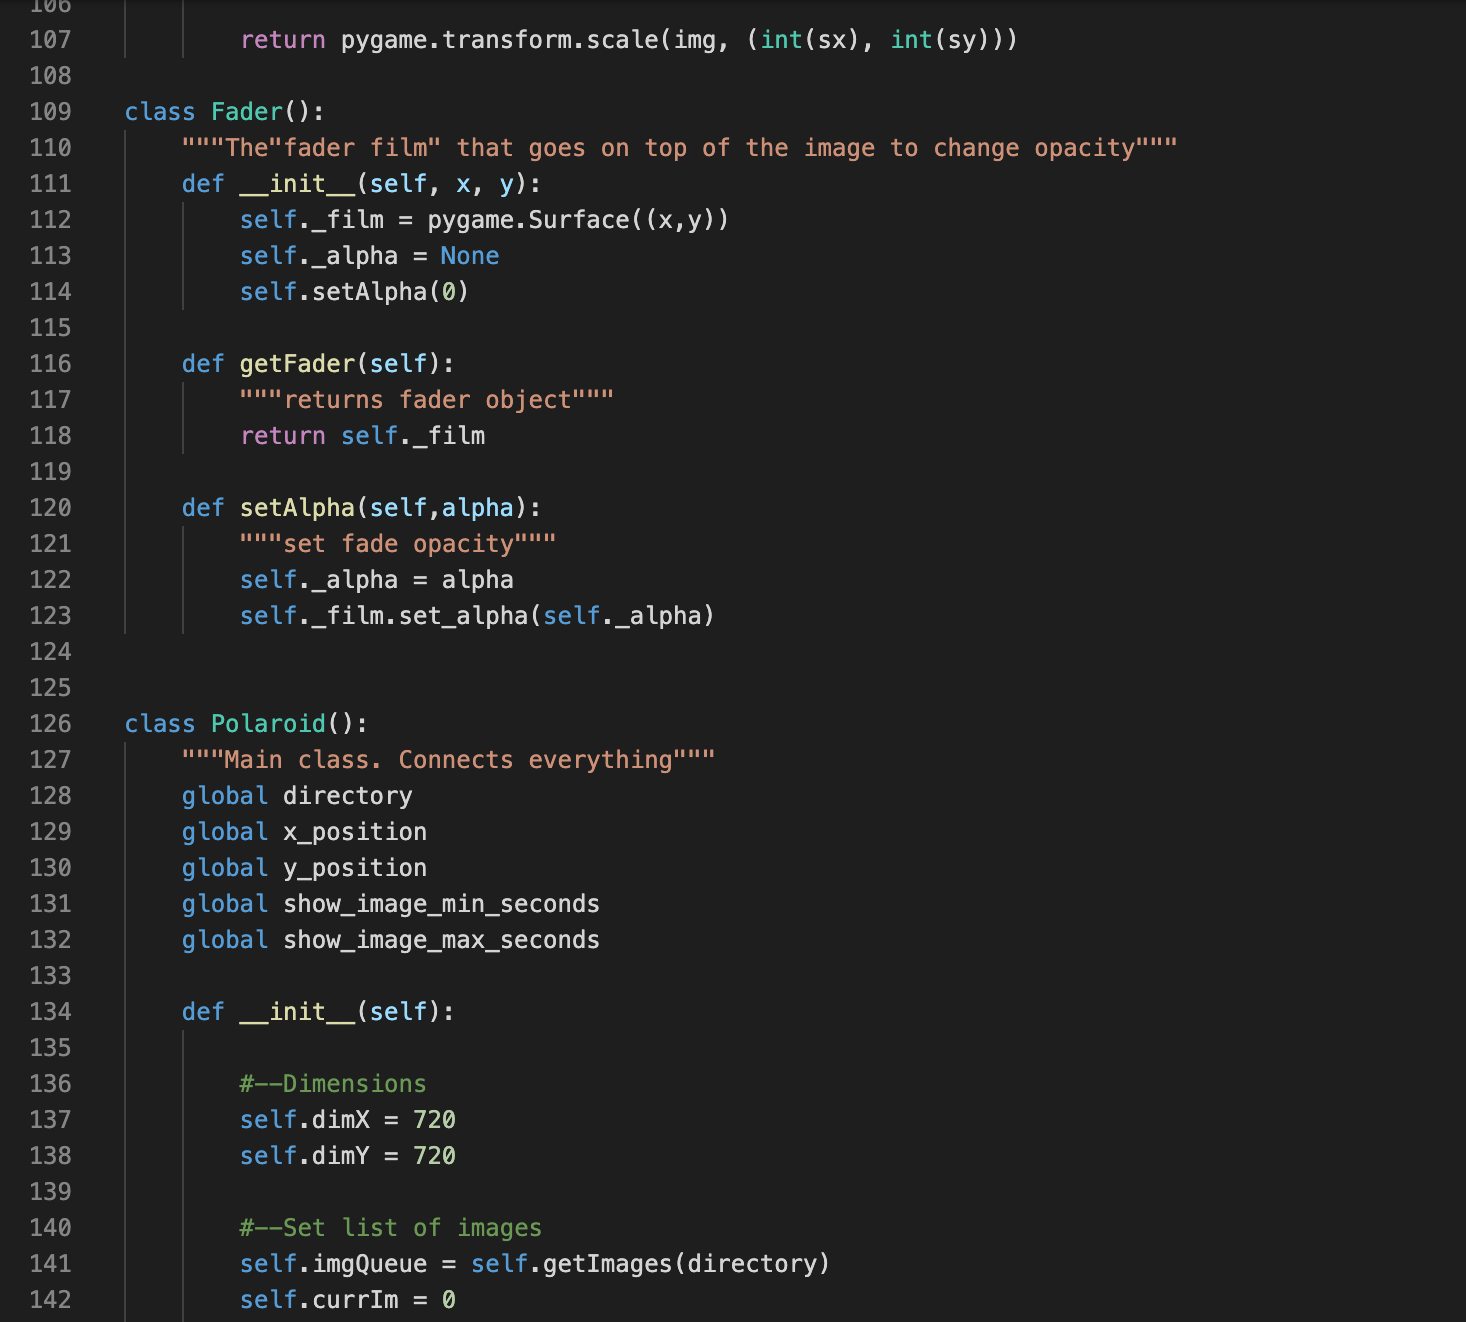 106
107 return pygame.transform.scale(img, (int(sx), int(sy)))
108
109 class Fader():
110 """The"fader film" that goes on top of the image to change opacity"""
111 def __init__(self, x, y):
112 self._film = pygame.Surface((x,y))
113 self._alpha = None
114 self.setAlpha(0)
115
116 def getFader(self):
117 """returns fader object"""
118 return self._film
119
120 def setAlpha(self,alpha):
121 """set fade opacity"""
122 self._alpha = alpha
123 self._film.set_alpha(self._alpha)
124
125
126 class Polaroid():
127 """Main class. Connects everything"""
128 global directory
129 global x_position
130 global y_position
131 global show_image_min_seconds
132 global show_image_max_seconds
133
134 def __init__(self):
135
136 #--Dimensions
137 self.dimX = 720
138 self.dimY = 720
139
140 #--Set list of images
141 self.imgQueue = self.getImages(directory)
142 self.currIm = 0